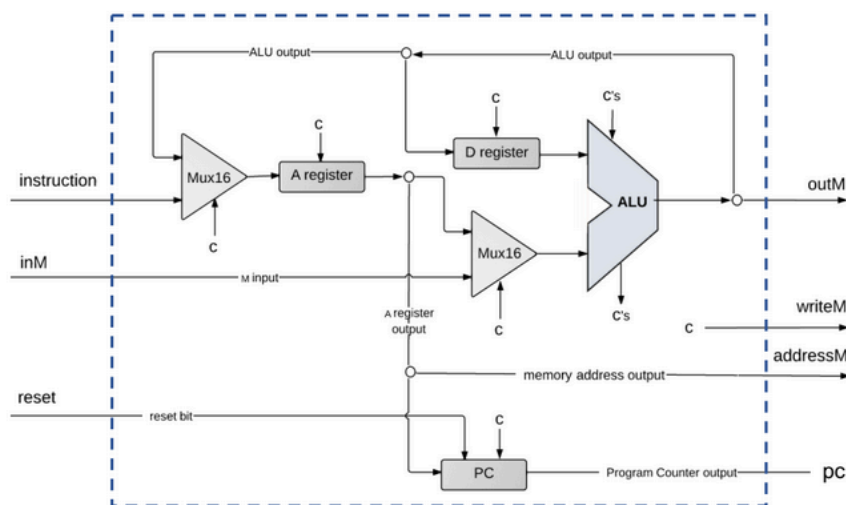 ALU output
ALU output
C
C's
C
instruction
Mux16
A register
D register
ALU
outM
C
inM
M input
Mux16
A register
output
C
C's
C
writeM
addressM
memory address output
reset
reset bit
C
PC
Program Counter output
pc